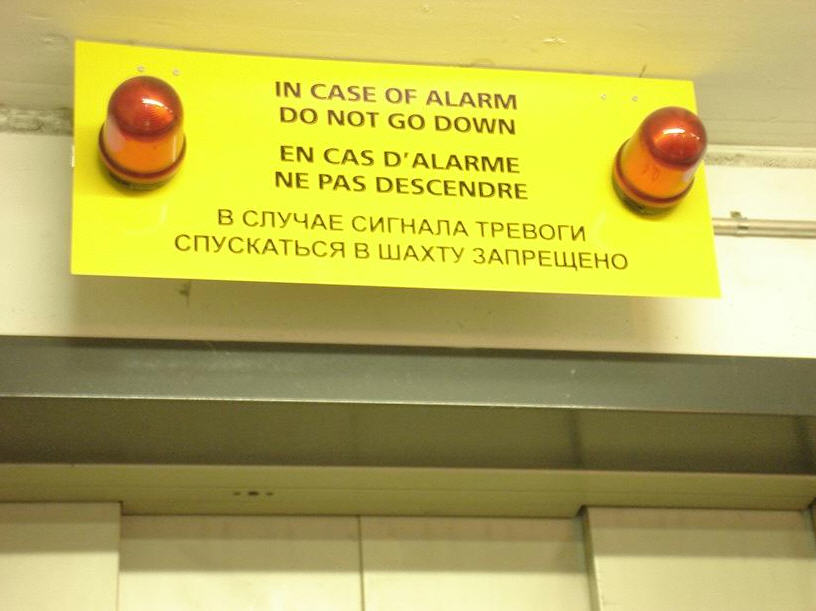 IN CASE OF ALARM
DO NOT GO DOWN
EN CAS D'ALARME
NE PAS DESCENDRE
В СЛУЧАЕ СИГНАЛА ТРЕВОГИ
СПУСКАТЬСЯ В ШАХТУ ЗАПРЕЩЕНО